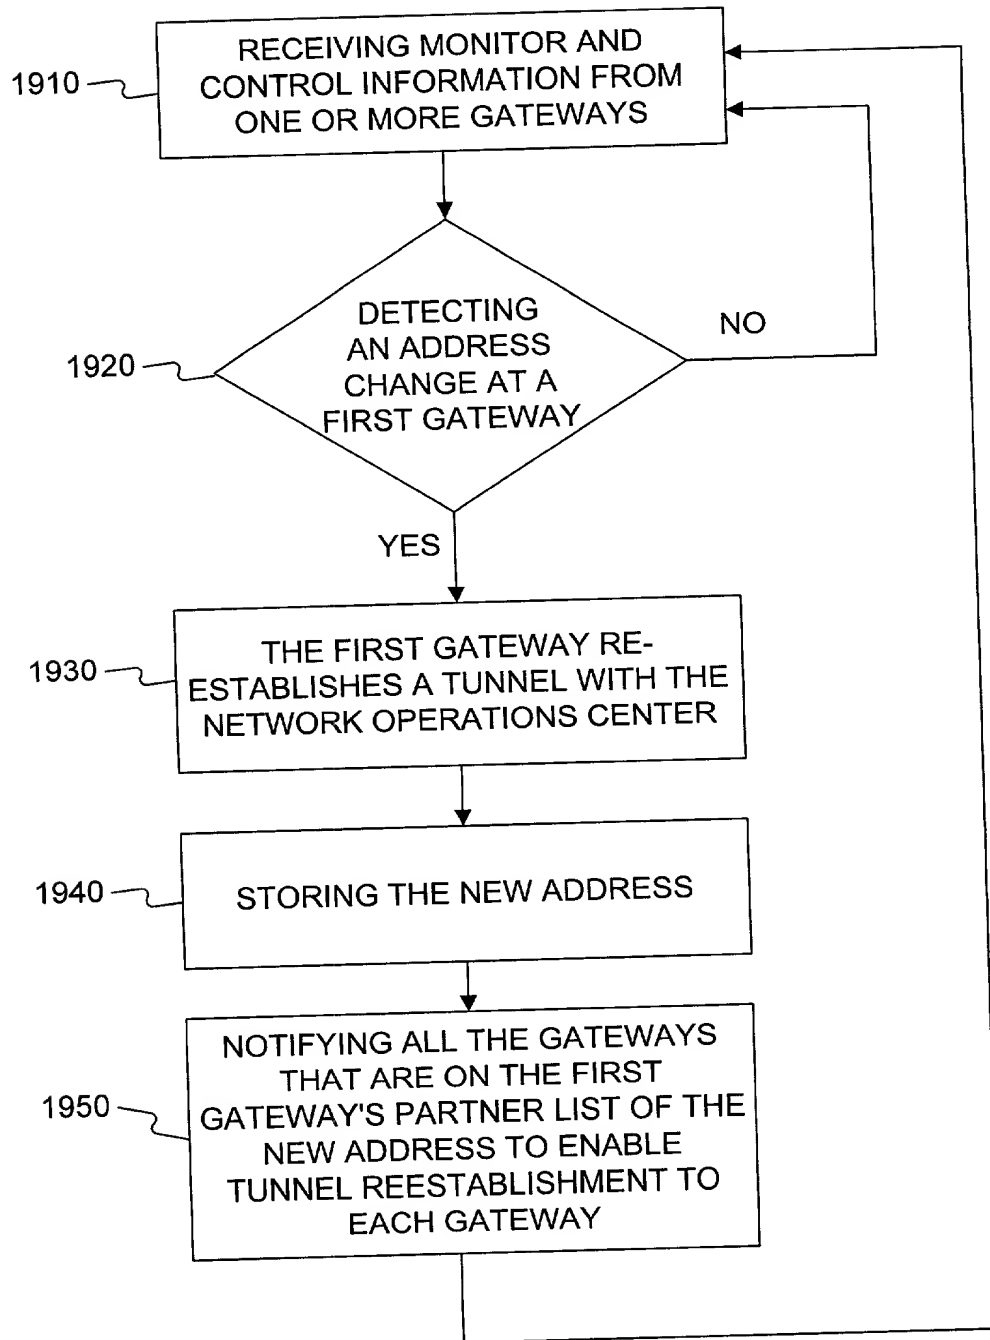 RECEIVING MONITOR AND
1910
CONTROL INFORMATION FROM
ONE OR MORE GATEWAYS
DETECTING
AN ADDRESS
1920
CHANGE AT A
FIRST GATEWAY
NO
YES
THE FIRST GATEWAY RE-
1930
ESTABLISHES A TUNNEL WITH THE
NETWORK OPERATIONS CENTER
1940
STORING THE NEW ADDRESS
NOTIFYING ALL THE GATEWAYS
THAT ARE ON THE FIRST
1950
GATEWAY'S PARTNER LIST OF THE
NEW ADDRESS TO ENABLE
TUNNEL REESTABLISHMENT TO
EACH GATEWAY